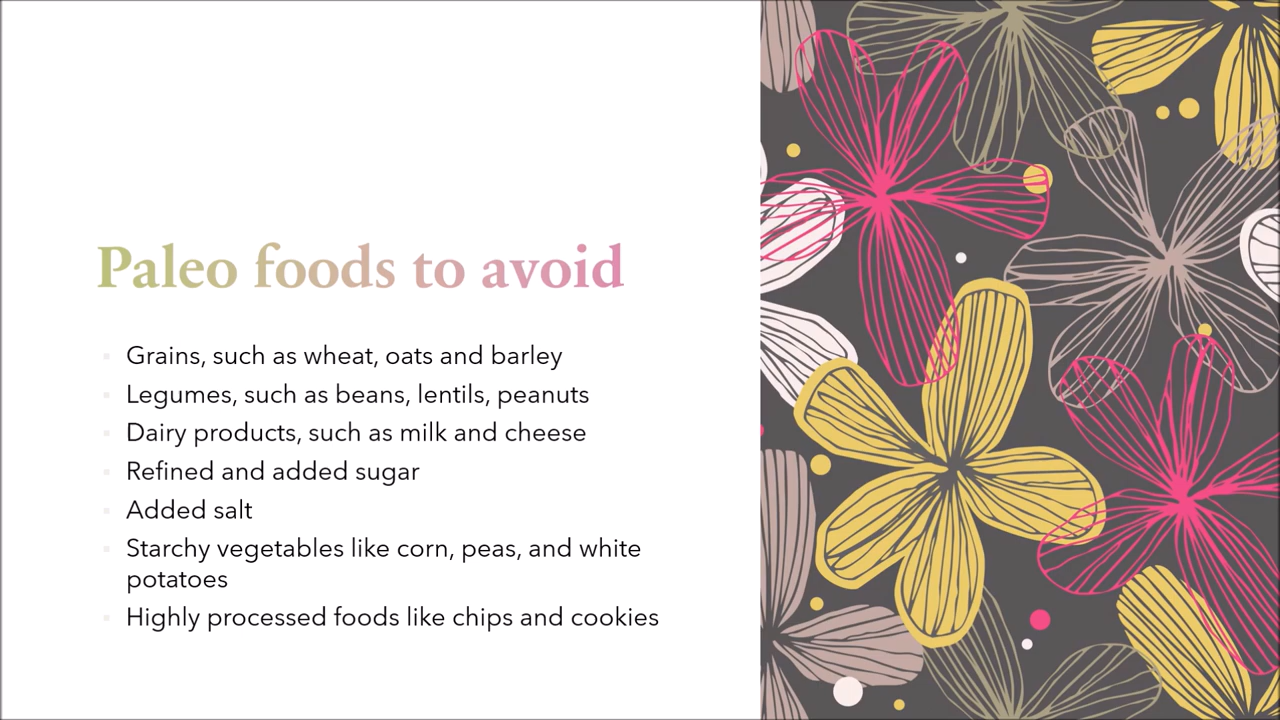 Paleo foods to avoid
Grains, such as wheat, oats and barley
Legumes, such as beans, lentils, peanuts
Dairy products, such as milk and cheese
Refined and added sugar
Added salt
Starchy vegetables like corn, peas, and white
potatoes
Highly processed foods like chips and cookies